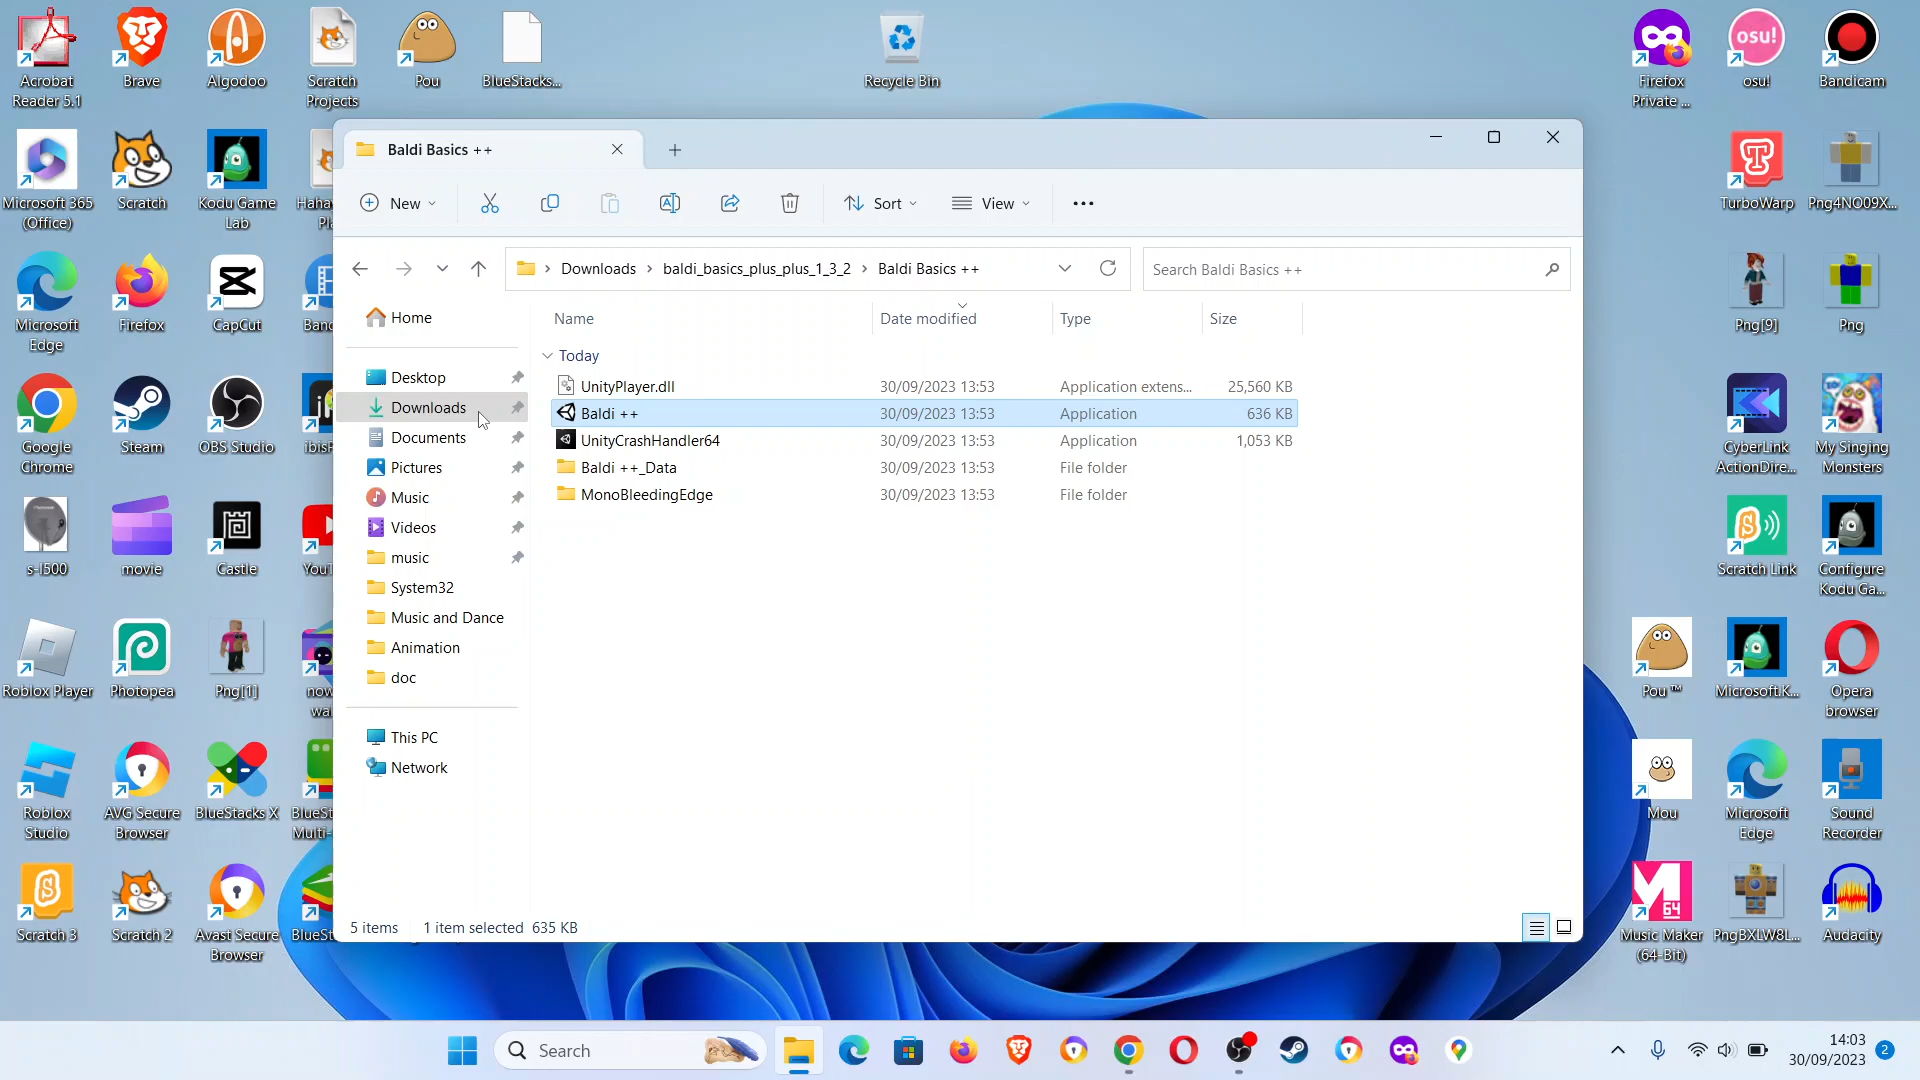 Acrobat
Reader 5.1
Brave
Algodoo
Scratch
Projects
Pou
BlueStacks...
Recycle Bin
Firefox
Private ...
osu!
osu!
Bandicam
Microsoft 365
(Office)
Scratch
Kodu Game
Lab
TurboWarp
Png4NO09X...
Microsoft
Edge
Firefox
CapCut
Png[9]
Png
Google
Chrome
Steam
OBS Studio
CyberLink
ActionDire...
My Singing
Monsters
s-l500
movie
Castle
Scratch Link
Configure
Kodu Ga...
Roblox Player
Photopea
Png[1]
Pou ™
Microsoft.K...
Opera
browser
Roblox
Studio
AVG Secure
Browser
BlueStacks X
Mou
Microsoft
Edge
Sound
Recorder
Scratch 3
Scratch 2
Avast Secure
Browser
64
Music Maker
(64-Bit)
PngBXLW8L...
Audacity
Baldi Basics ++
New
Sort
View
Downloads > baldi_basics_plus_plus_1_3_2 > Baldi Basics ++
Search Baldi Basics ++
Home
Desktop
Downloads
Documents
Pictures
Music
Videos
music
System32
Music and Dance
Animation
doc
This PC
Network
Name Date modified Type Size
Today
UnityPlayer.dll 30/09/2023 13:53 Application extens... 25,560 KB
Baldi ++ 30/09/2023 13:53 Application 636 KB
UnityCrashHandler64 30/09/2023 13:53 Application 1,053 KB
Baldi ++_Data 30/09/2023 13:53 File folder
MonoBleedingEdge 30/09/2023 13:53 File folder
5 items 1 item selected 635 KB
Search
14:03
30/09/2023
2